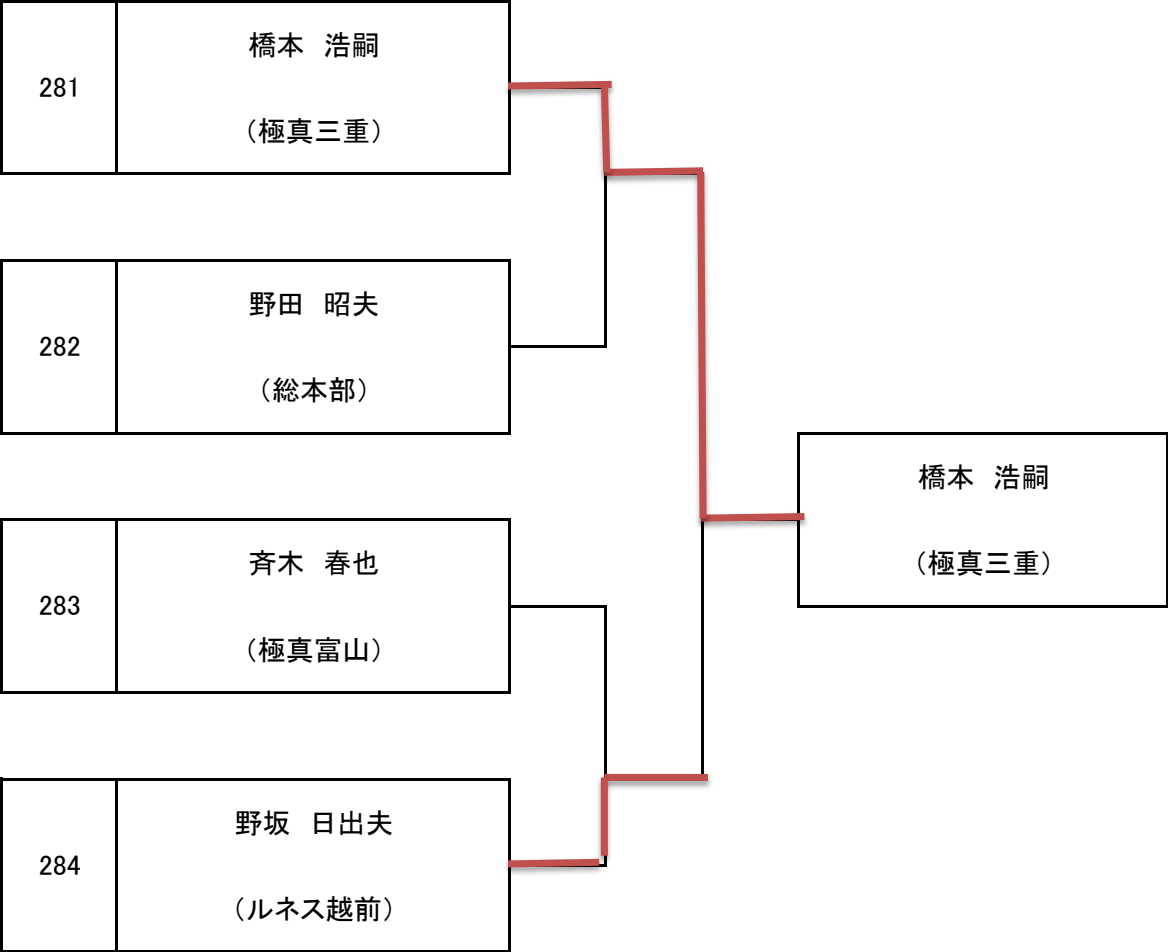 281
橋本　浩嗣
（極真三重）
282
野田　昭夫
（総本部）
283
斉木　春也
（極真富山）
284
野坂　日出夫
（ルネス越前）
橋本　浩嗣
（極真三重）